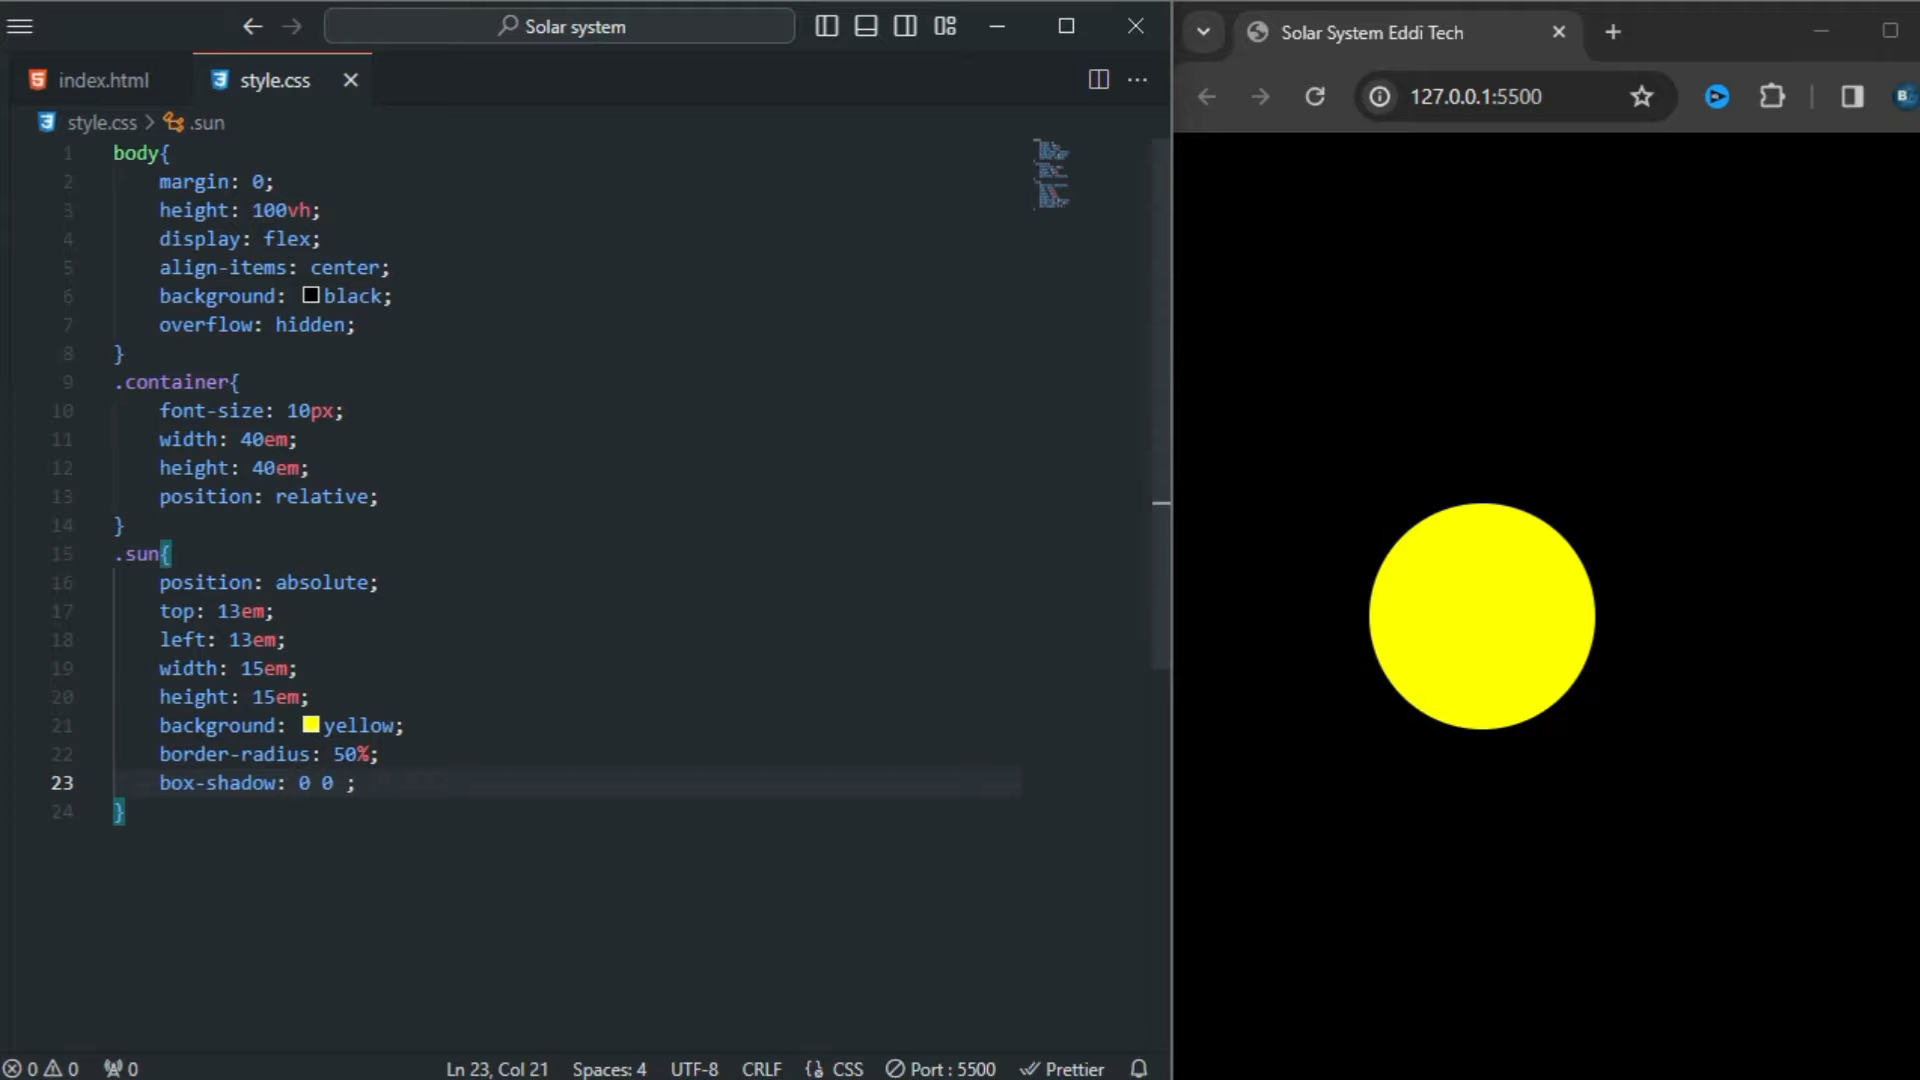 Solar system
index.html
style.css
style.css > .sun
1 body{
2 margin: 0;
3 height: 100vh;
4 display: flex;
5 align-items: center;
6 background: black;
7 overflow: hidden;
8 }
9 .container{
10 font-size: 10px;
11 width: 40em;
12 height: 40em;
13 position: relative;
14 }
15 .sun{
16 position: absolute;
17 top: 13em;
18 left: 13em;
19 width: 15em;
20 height: 15em;
21 background: yellow;
22 border-radius: 50%;
23 box-shadow: 0 0 ;
24 }
0 0 0 Ln 23, Col 21 Spaces: 4 UTF-8 CRLF CSS Port : 5500 Prettier
Solar System Eddi Tech
127.0.0.1:5500